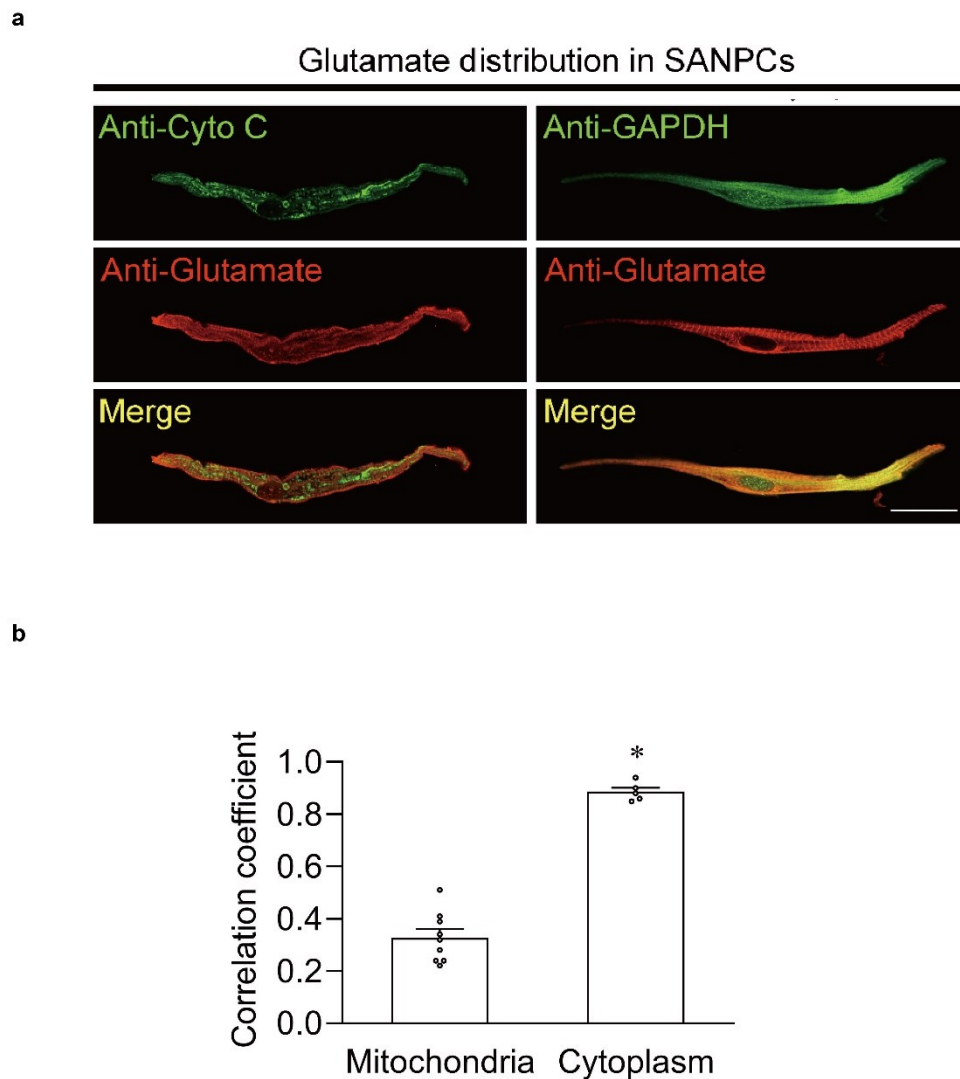 a
Glutamate distribution in SANPCs
Anti-Cyto C
Anti-GAPDH
Anti-Glutamate
Anti-Glutamate
Merge
Merge
b
Correlation coefficient
1.0
0.8
0.6
0.4
0.2
0.0
*
Mitochondria
Cytoplasm